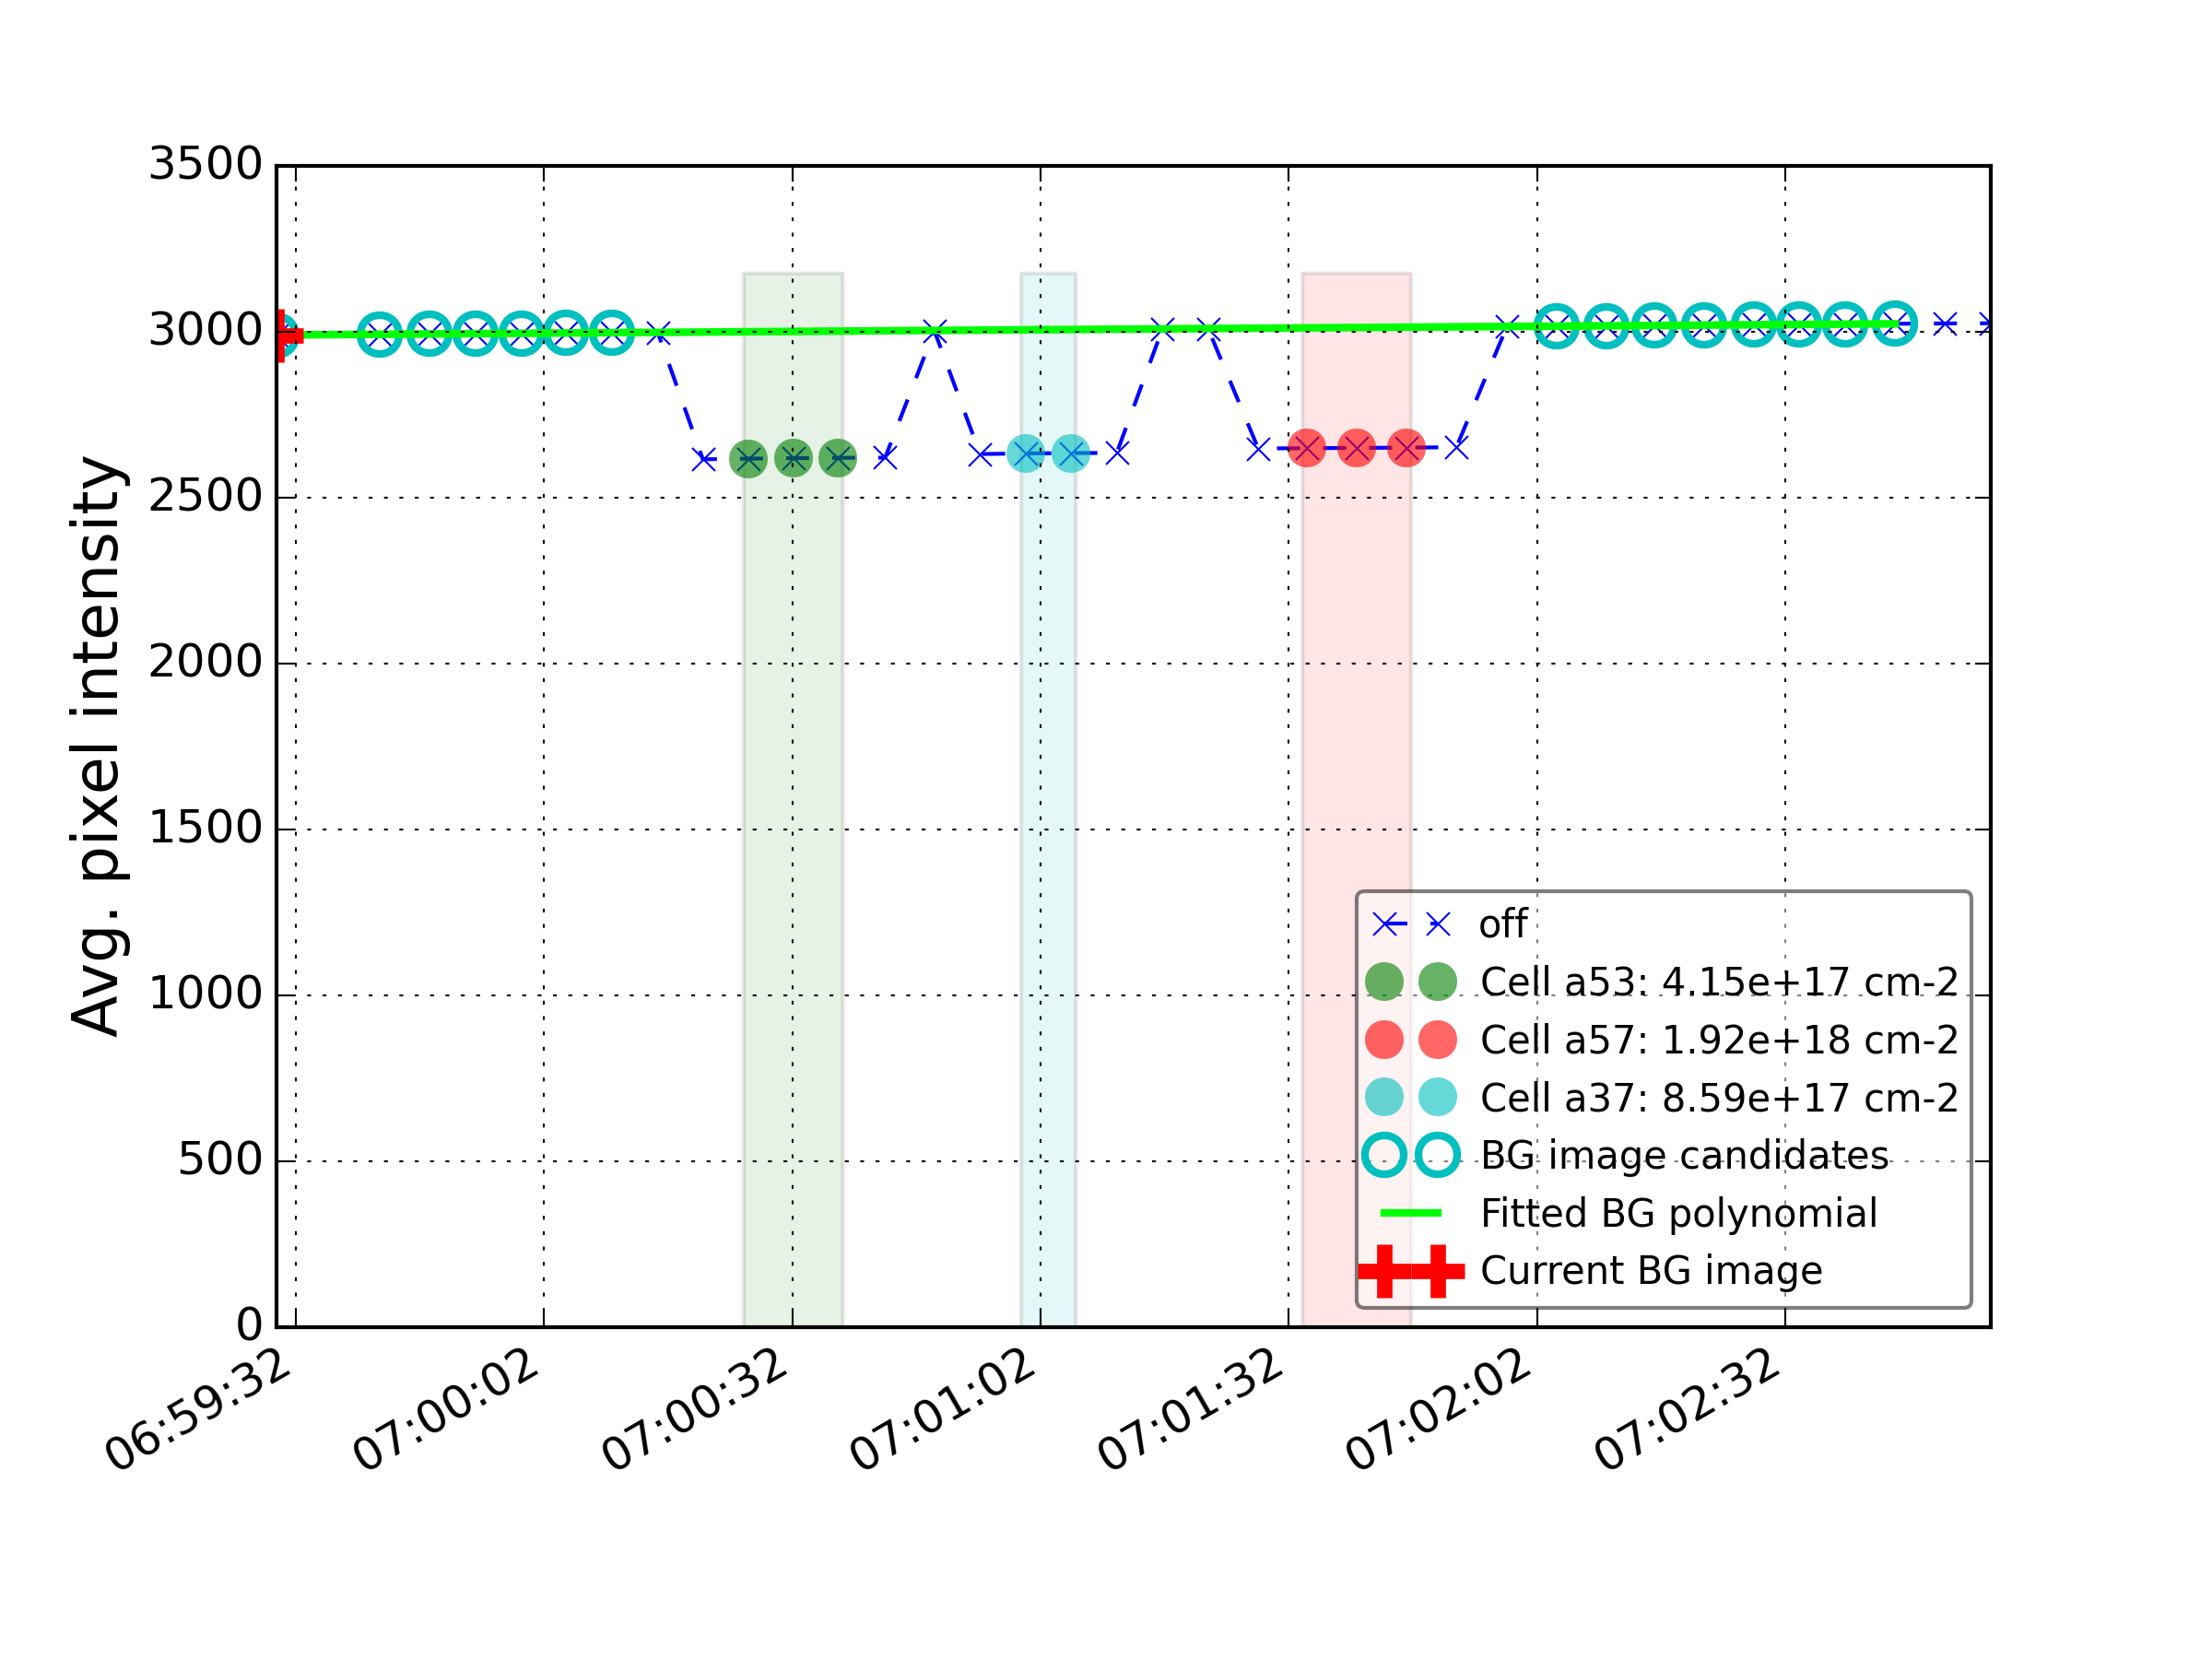 Avg. pixel intensity
3500
3000
2500
2000
1500
1000
500
0
06:59:32
07:00:02
07:00:32
07:01:02
07:01:32
07:02:02
07:02:32
off
Cell a53: 4.15e+17 cm-2
Cell a57: 1.92e+18 cm-2
Cell a37: 8.59e+17 cm-2
BG image candidates
Fitted BG polynomial
Current BG image